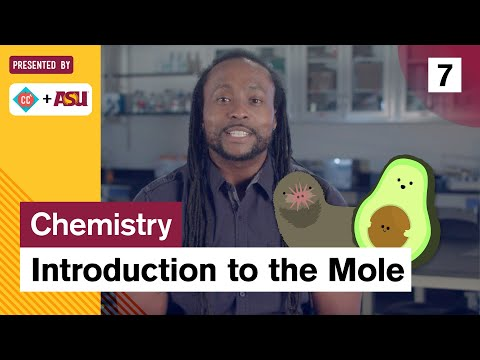 PRESENTED BY
CC + ASU
7
Chemistry
Introduction to the Mole